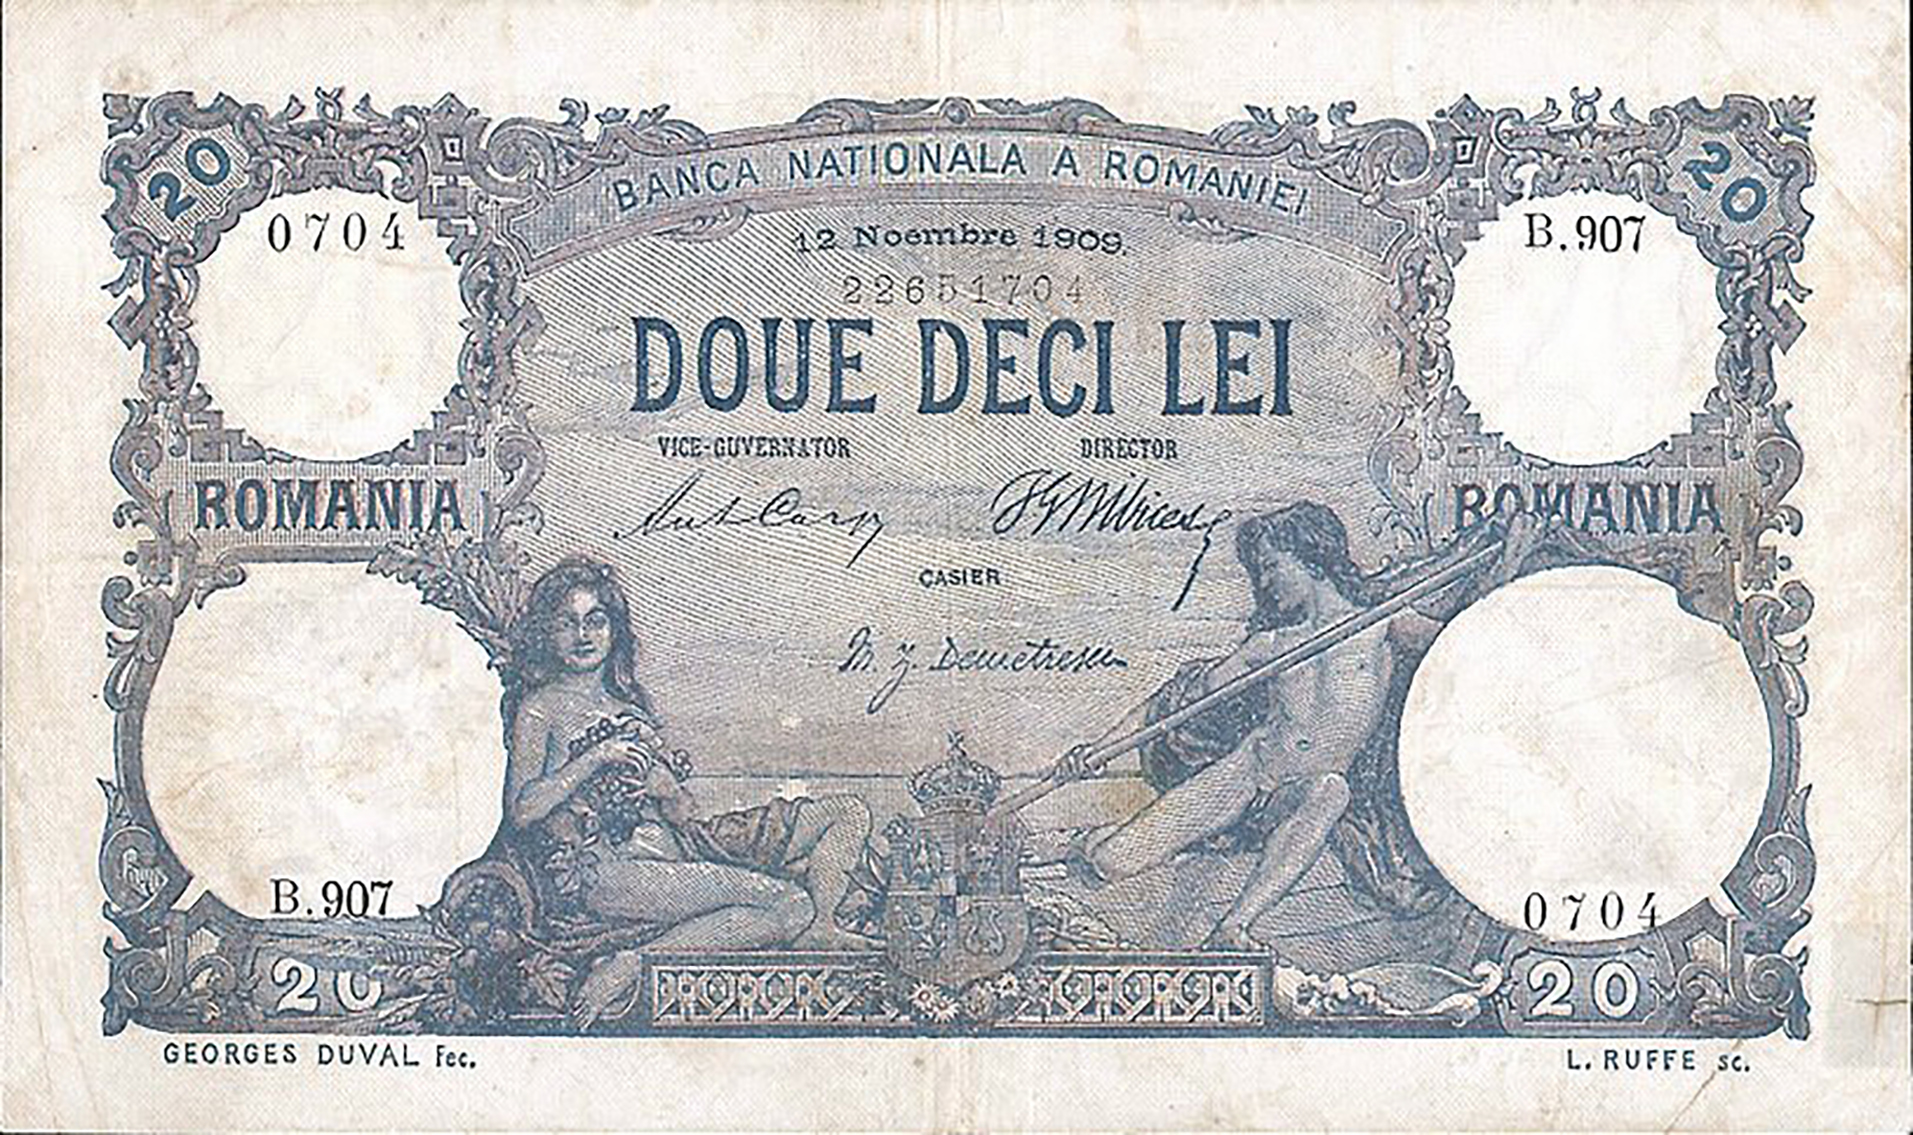 20
20
BANCA NATIONALA A ROMANIEI
0704
B.907
12 Noembre 1909.
22651704
DOUE DECI LEI
VICE-GUVERNATOR
DIRECTOR
ROMANIA
ROMANIA
CASIER
B.907
0704
20
20
GEORGES DUVAL Fec.
L. RUFFE sc.